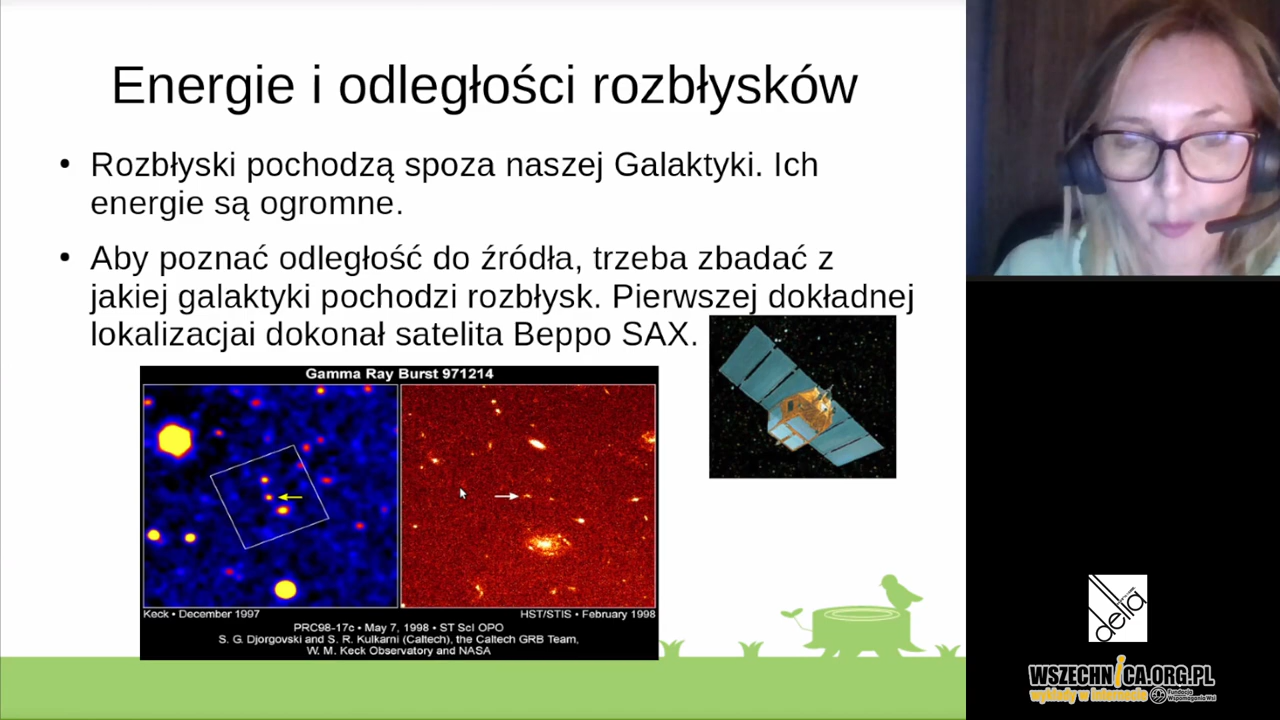 Energie i odległości rozbłysków
• Rozbłyski pochodzą spoza naszej Galaktyki. Ich
energie są ogromne.
• Aby poznać odległość do źródła, trzeba zbadać z
jakiej galaktyki pochodzi rozbłysk. Pierwszej dokładnej
lokalizacjai dokonał satelita Beppo SAX.
Gamma Ray Burst 971214
Keck • December 1997
HST/STIS • February 1998
PRC98-17c • May 7, 1998 • ST ScI OPO
S. G. Djorgovski and S. R. Kulkarni (Caltech), the Caltech GRB Team,
W. M. Keck Observatory and NASA
delta
WSZECHNICA.ORG.PL
wykłady w internecie
Fundacja
Wspomagania Wsi